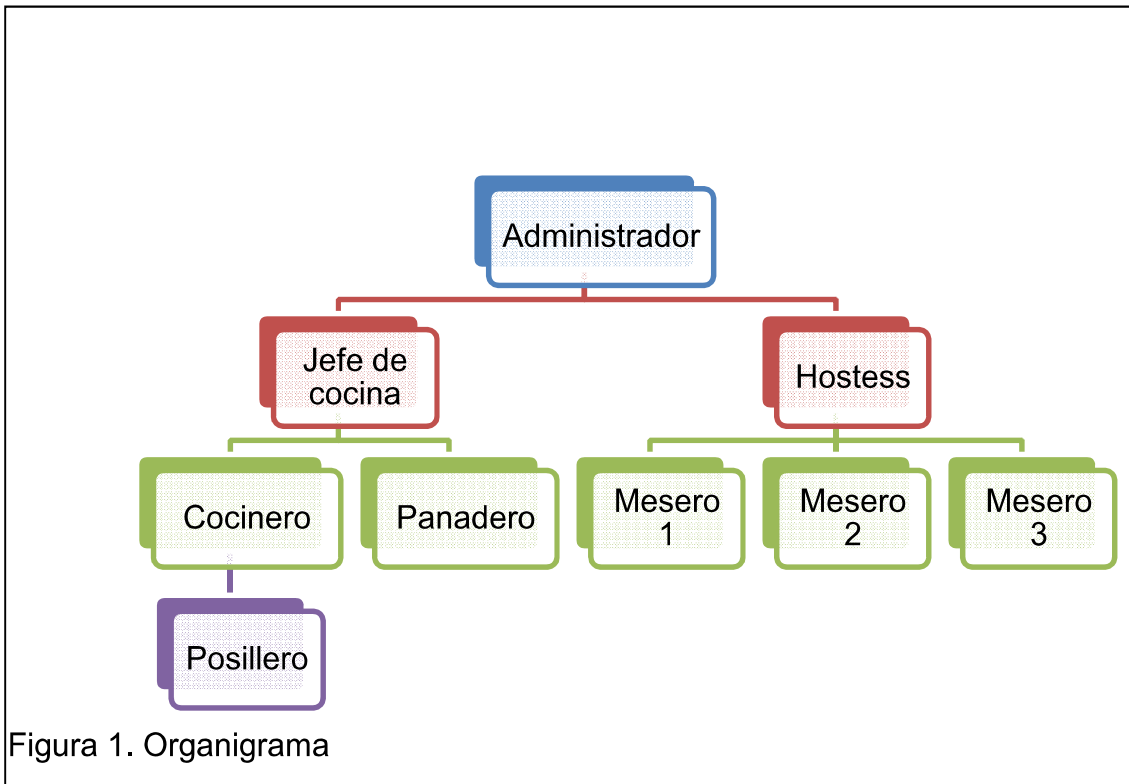 Administrador
Jefe de
cocina
Hostess
Cocinero
Panadero
Mesero
1
Mesero
2
Mesero
3
Posillero
Figura 1. Organigrama